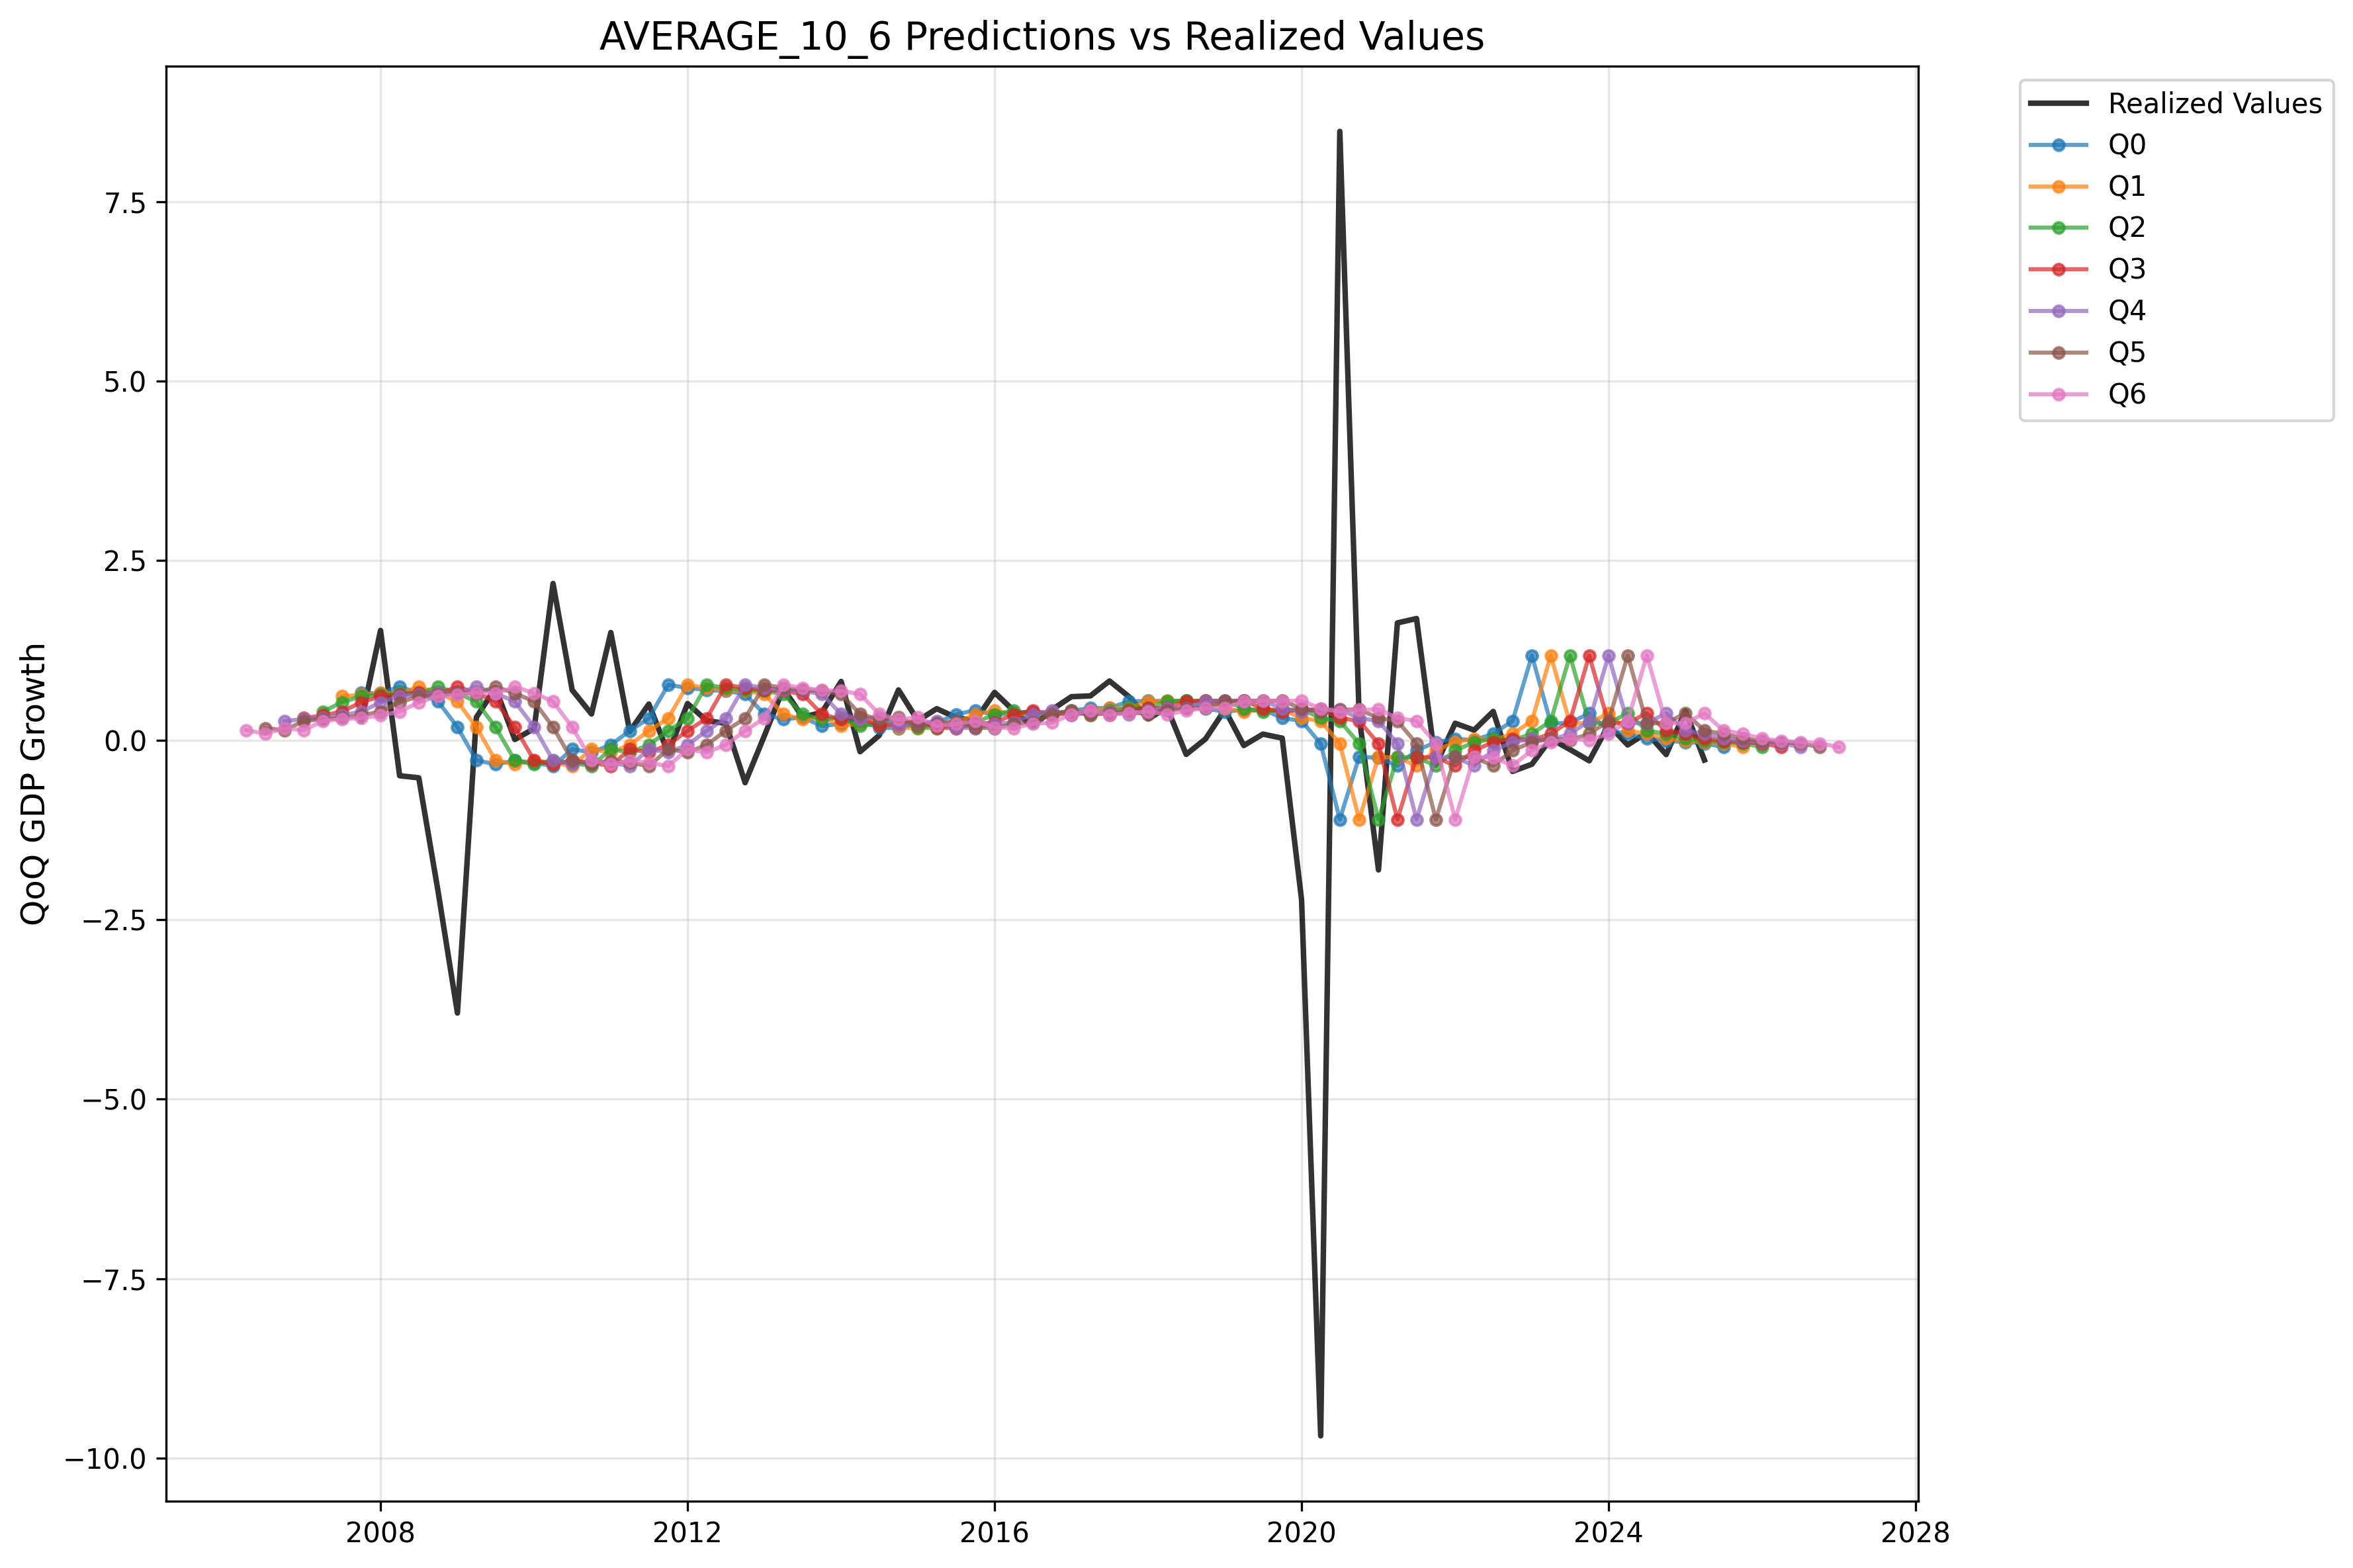 AVERAGE_10_6 Predictions vs Realized Values
QoQ GDP Growth
7.5
5.0
2.5
0.0
−2.5
−5.0
−7.5
−10.0
2008
2012
2016
2020
2024
2028
Realized Values
Q0
Q1
Q2
Q3
Q4
Q5
Q6